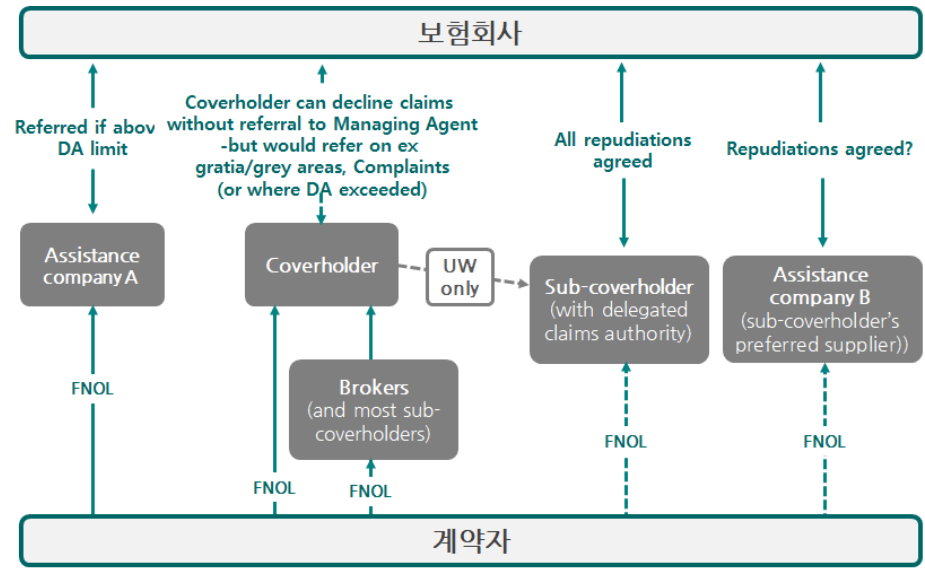 보험회사
Referred if abov
DA limit
Coverholder can decline claims
without referral to Managing Agent
-but would refer on ex
gratia/grey areas, Complaints
(or where DA exceeded)
All repudiations
agreed
Repudiations agreed?
Assistance
company A
Coverholder
UW
only
Sub-coverholder
(with delegated
claims authority)
Assistance
company B
(sub-coverholder's
preferred supplier))
Brokers
(and most sub-
coverholders)
FNOL
FNOL
FNOL
FNOL
FNOL
계약자